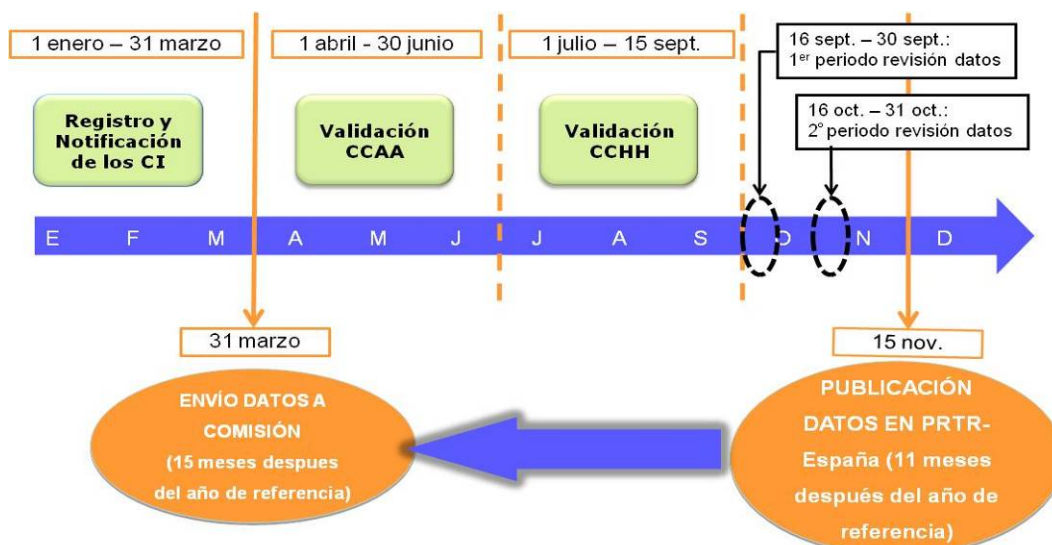 1 enero – 31 marzo
1 abril - 30 junio
1 julio – 15 sept.
16 sept. – 30 sept.:
1er periodo revisión datos
16 oct. – 31 oct.:
2° periodo revisión datos
Registro y
Notificación
de los CI
Validación
CCAA
Validación
CCHH
E F M A M J J A S O N D
31 marzo
15 nov.
ENVÍO DATOS A
COMISIÓN
(15 meses despues
del año de referencia)
PUBLICACIÓN
DATOS EN PRTR-
España (11 meses
después del año de
referencia)